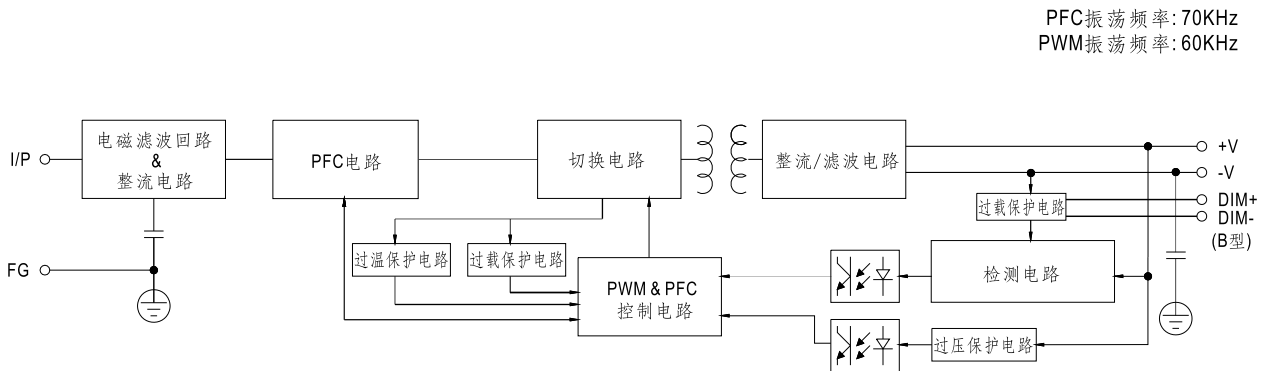 PFC振荡频率:70KHz
PWM振荡频率:60KHz
I/P
电磁滤波回路
&
整流电路
PFC电路
切换电路
整流/滤波电路
+V
-V
DIM+
DIM-
(B型)
过载保护电路
FG
过温保护电路
过载保护电路
PWM & PFC
控制电路
检测电路
过压保护电路